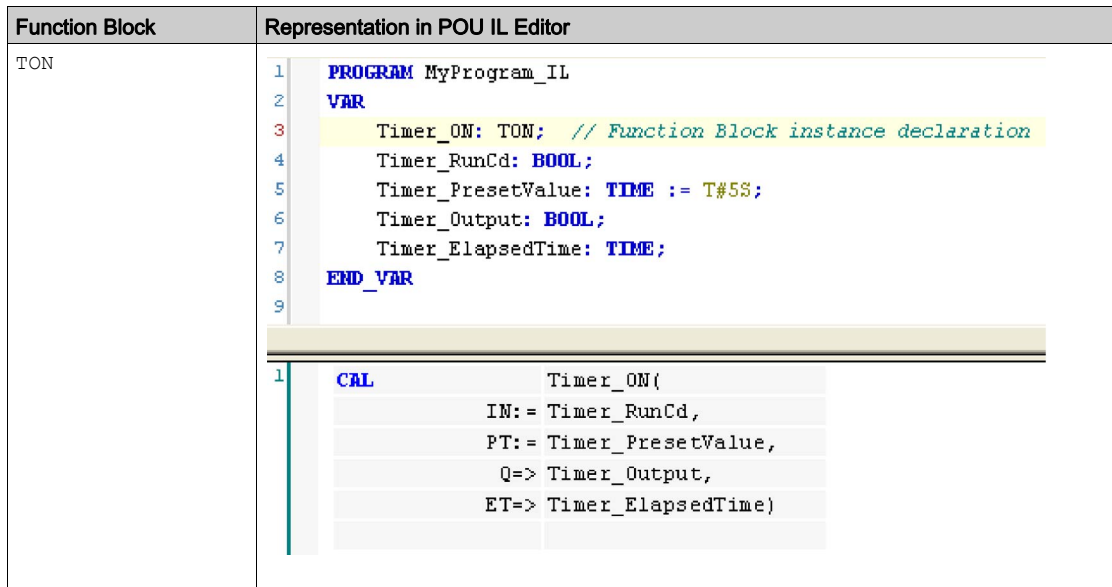 Function Block Representation in POU IL Editor
TON
1 PROGRAM MyProgram_IL
2 VAR
3 Timer_ON: TON; // Function Block instance declaration
4 Timer_RunCd: BOOL;
5 Timer_PresetValue: TIME := T#5S;
6 Timer_Output: BOOL;
7 Timer_ElapsedTime: TIME;
8 END_VAR
9
1 CAL Timer_ON(
IN:= Timer_RunCd,
PT:= Timer_PresetValue,
Q=> Timer_Output,
ET=> Timer_ElapsedTime)